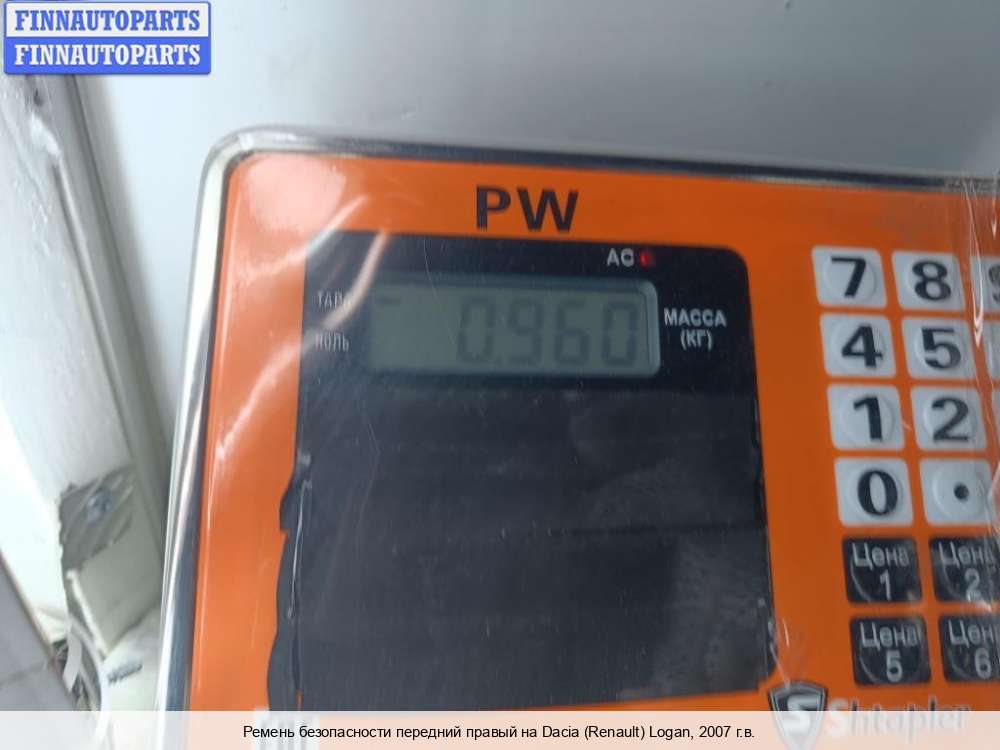 FINNAUTOPARTS
FINNAUTOPARTS
PW
AC
ТАРА
НОЛЬ
0.960
МАССА
(КГ)
7 8
4 5
1 2
0 .
Цена 1
Цена 2
Цена 5
Цена 6
S Shtapler
Ремень безопасности передний правый на Dacia (Renault) Logan, 2007 г.в.